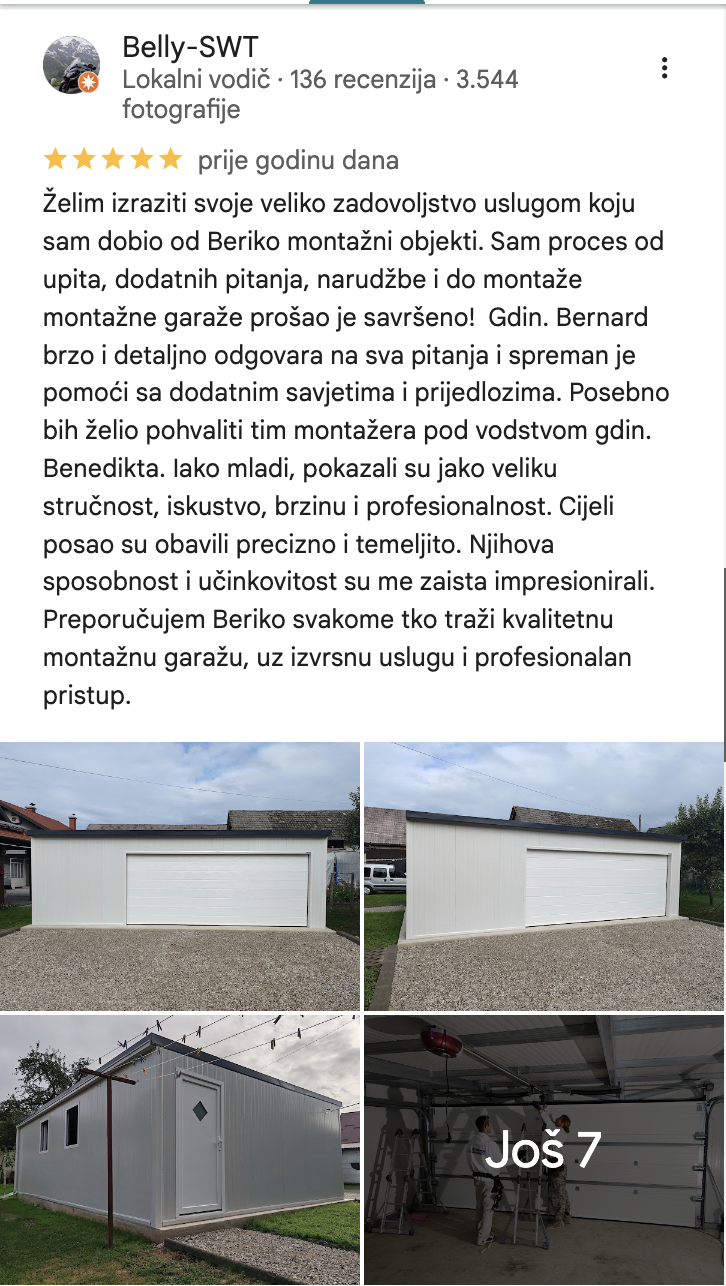 Belly-SWT
Lokalni vodič · 136 recenzija · 3.544
fotografije
prije godinu dana
Želim izraziti svoje veliko zadovoljstvo uslugom koju
sam dobio od Beriko montažni objekti. Sam proces od
upita, dodatnih pitanja, narudžbe i do montaže
montažne garaže prošao je savršeno!  Gdin. Bernard
brzo i detaljno odgovara na sva pitanja i spreman je
pomoći sa dodatnim savjetima i prijedlozima. Posebno
bih želio pohvaliti tim montažera pod vodstvom gdin.
Benedikta. Iako mladi, pokazali su jako veliku
stručnost, iskustvo, brzinu i profesionalnost. Cijeli
posao su obavili precizno i temeljito. Njihova
sposobnost i učinkovitost su me zaista impresionirali.
Preporučujem Beriko svakome tko traži kvalitetnu
montažnu garažu, uz izvrsnu uslugu i profesionalan
pristup.
Još 7